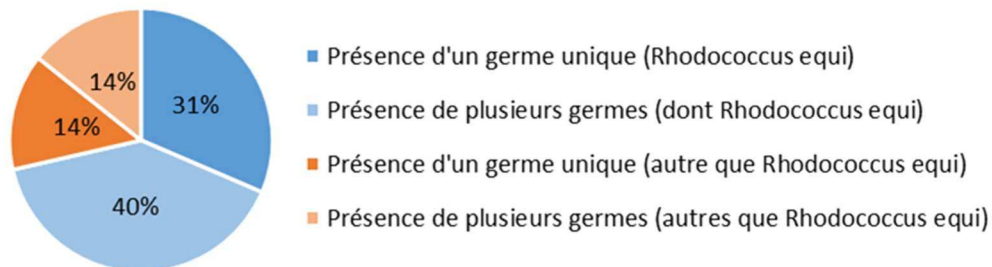 14%
31%
14%
40%
Présence d'un germe unique (Rhodococcus equi)
Présence de plusieurs germes (dont Rhodococcus equi)
Présence d'un germe unique (autre que Rhodococcus equi)
Présence de plusieurs germes (autres que Rhodococcus equi)